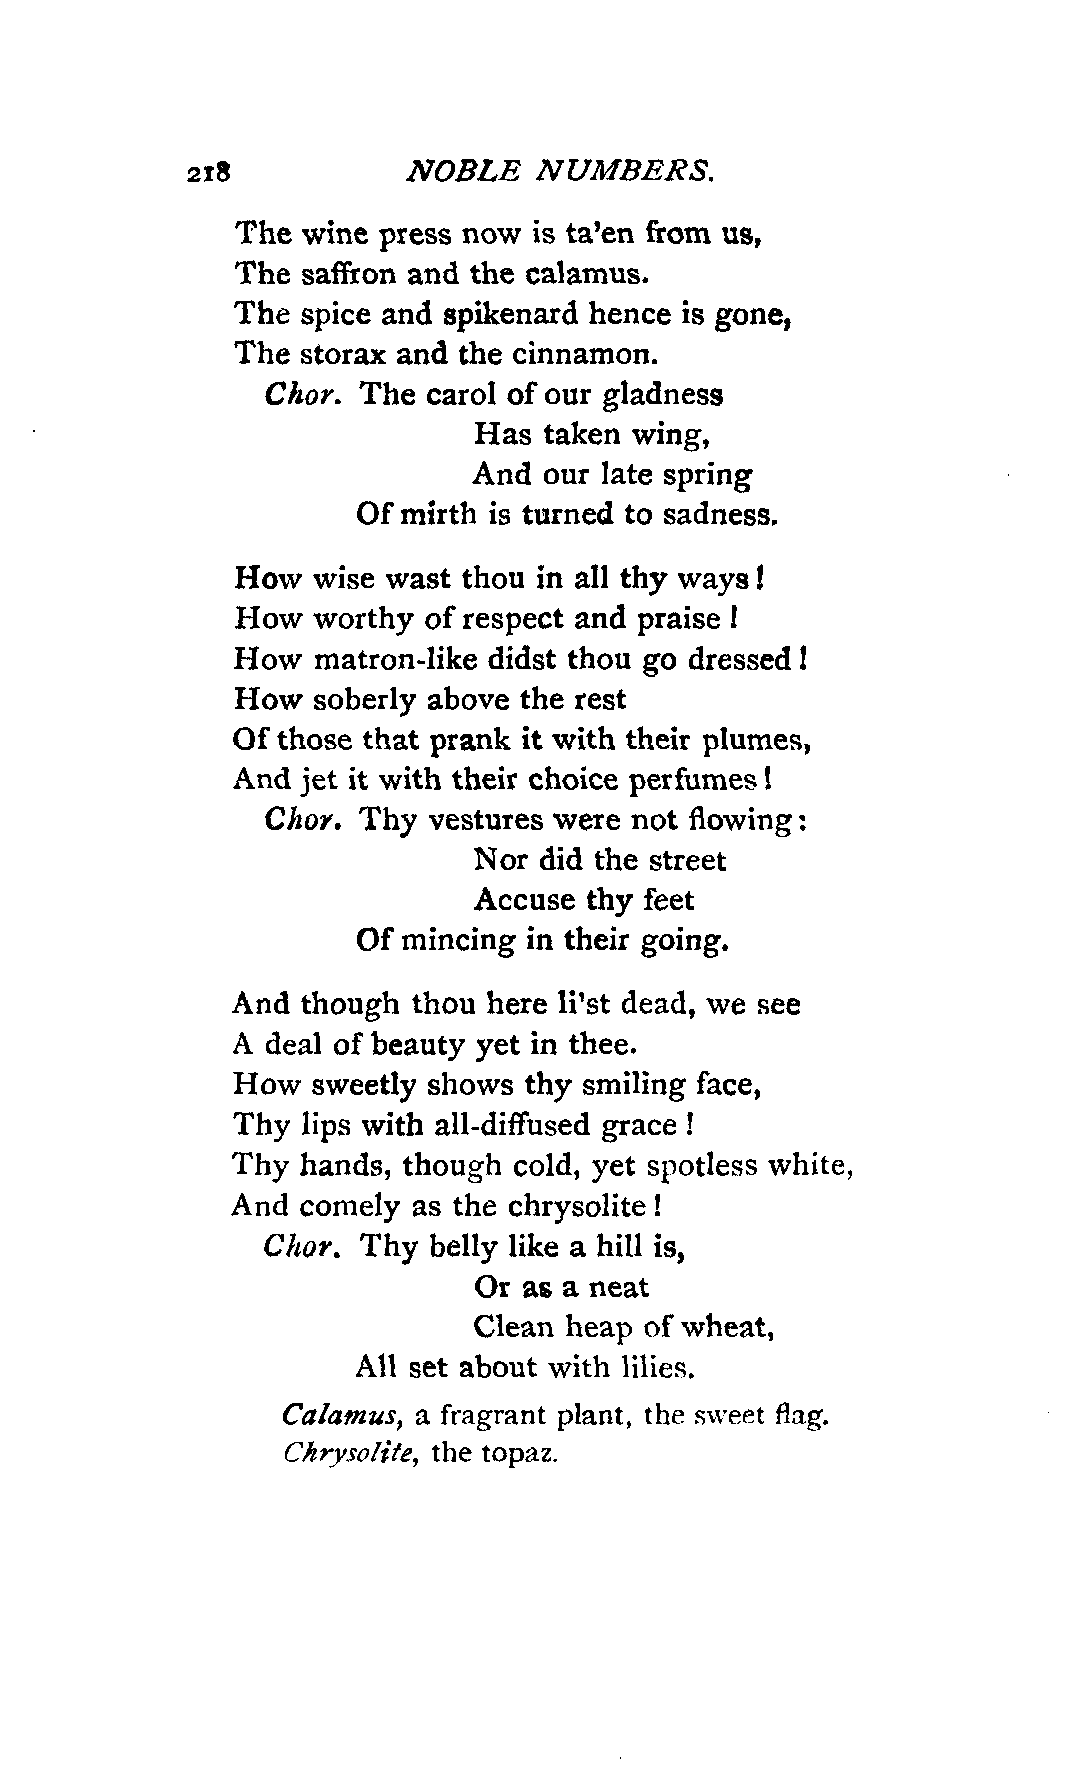 218 NOBLE NUMBERS.
The wine press now is ta'en from us,
The saffron and the calamus.
The spice and spikenard hence is gone,
The storax and the cinnamon.
Chor. The carol of our gladness
Has taken wing,
And our late spring
Of mirth is turned to sadness.
How wise wast thou in all thy ways!
How worthy of respect and praise!
How matron-like didst thou go dressed!
How soberly above the rest
Of those that prank it with their plumes,
And jet it with their choice perfumes!
Chor. Thy vestures were not flowing:
Nor did the street
Accuse thy feet
Of mincing in their going.
And though thou here li'st dead, we see
A deal of beauty yet in thee.
How sweetly shows thy smiling face,
Thy lips with all-diffused grace!
Thy hands, though cold, yet spotless white,
And comely as the chrysolite!
Chor. Thy belly like a hill is,
Or as a neat
Clean heap of wheat,
All set about with lilies.
Calamus, a fragrant plant, the sweet flag.
Chrysolite, the topaz.